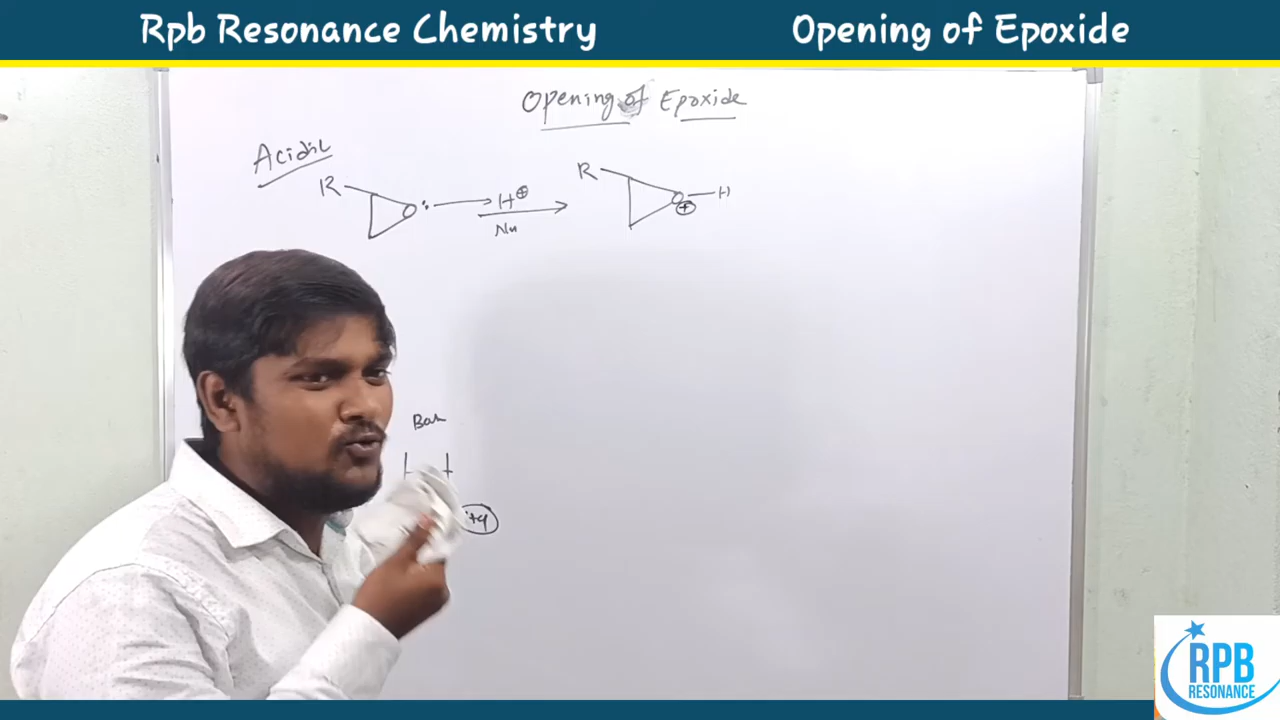 Rpb Resonance Chemistry
Opening of Epoxide
Opening of Epoxide
Acidic
R
O
H⊕
Nu
R
O
⊕
H
RPB
RESONANCE